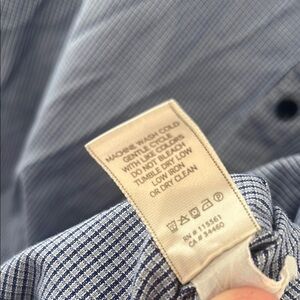 MACHINE WASH COLD
GENTLE CYCLE
WITH LIKE COLORS
DO NOT BLEACH
TUMBLE DRY LOW
LOW IRON
OR DRY CLEAN
RN # 115561
CA # 34460